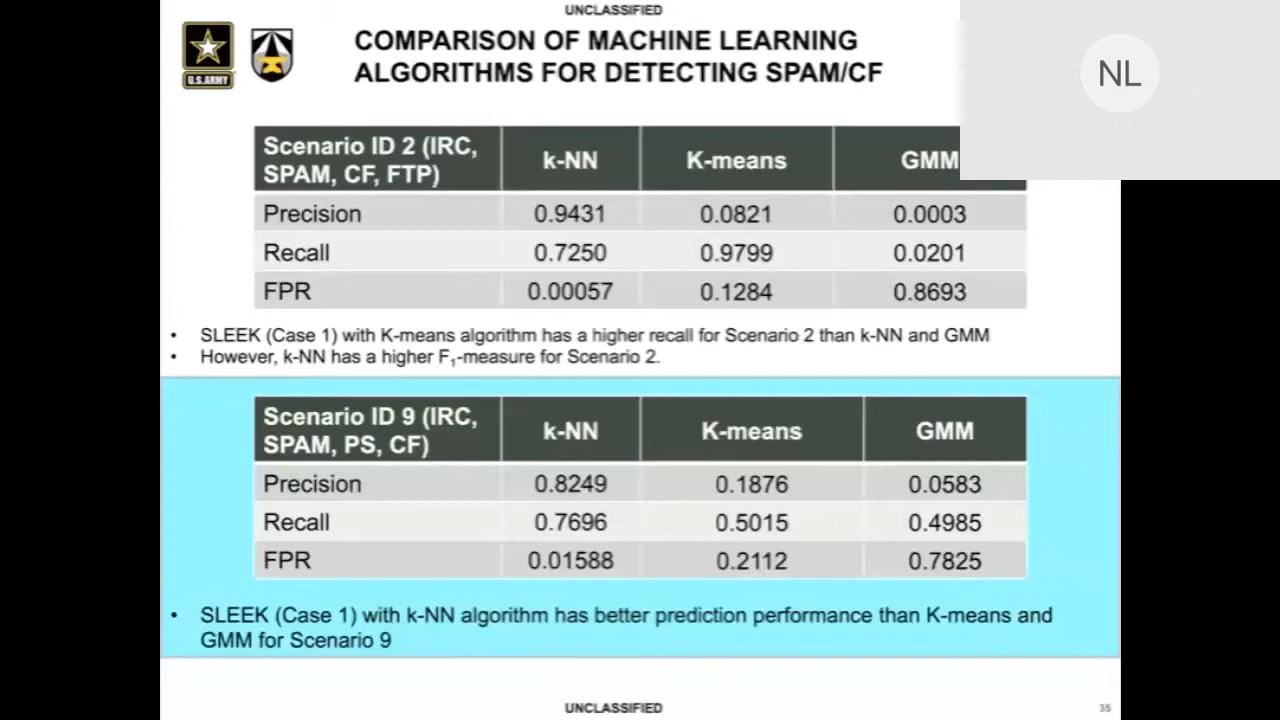 UNCLASSIFIED
U.S.ARMY
COMPARISON OF MACHINE LEARNING
ALGORITHMS FOR DETECTING SPAM/CF
NL
Scenario ID 2 (IRC, SPAM, CF, FTP) k-NN K-means GMM
Precision 0.9431 0.0821 0.0003
Recall 0.7250 0.9799 0.0201
FPR 0.00057 0.1284 0.8693
• SLEEK (Case 1) with K-means algorithm has a higher recall for Scenario 2 than k-NN and GMM
• However, k-NN has a higher F₁-measure for Scenario 2.
Scenario ID 9 (IRC, SPAM, PS, CF) k-NN K-means GMM
Precision 0.8249 0.1876 0.0583
Recall 0.7696 0.5015 0.4985
FPR 0.01588 0.2112 0.7825
• SLEEK (Case 1) with k-NN algorithm has better prediction performance than K-means and
GMM for Scenario 9
UNCLASSIFIED
35